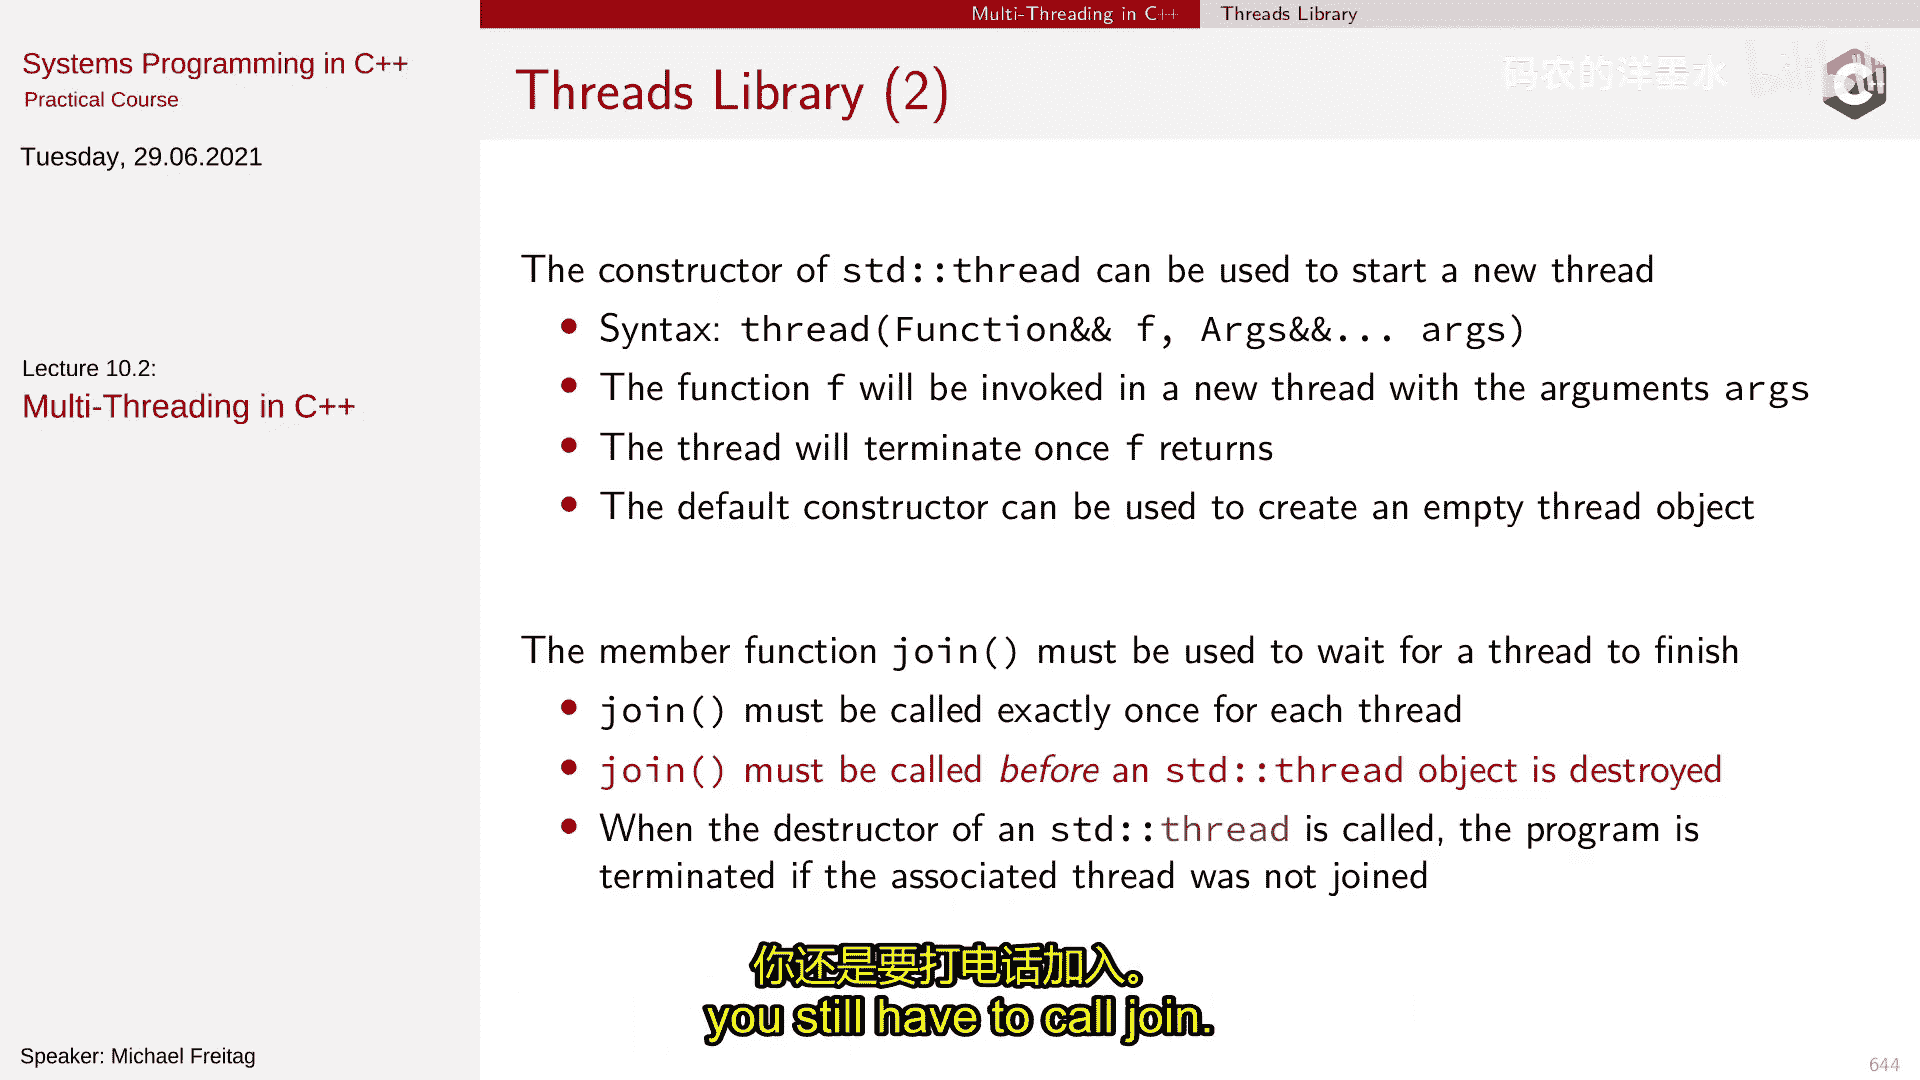 Multi-Threading in C++
Threads Library
Systems Programming in C++
Practical Course
Tuesday, 29.06.2021
Lecture 10.2:
Multi-Threading in C++
Speaker: Michael Freitag
Threads Library (2)
码农的洋墨水
The constructor of std::thread can be used to start a new thread
• Syntax: thread(Function&& f, Args&&... args)
• The function f will be invoked in a new thread with the arguments args
• The thread will terminate once f returns
• The default constructor can be used to create an empty thread object
The member function join() must be used to wait for a thread to finish
• join() must be called exactly once for each thread
• join() must be called before an std::thread object is destroyed
• When the destructor of an std::thread is called, the program is
terminated if the associated thread was not joined
你还是要打电话加入。
you still have to call join.
644